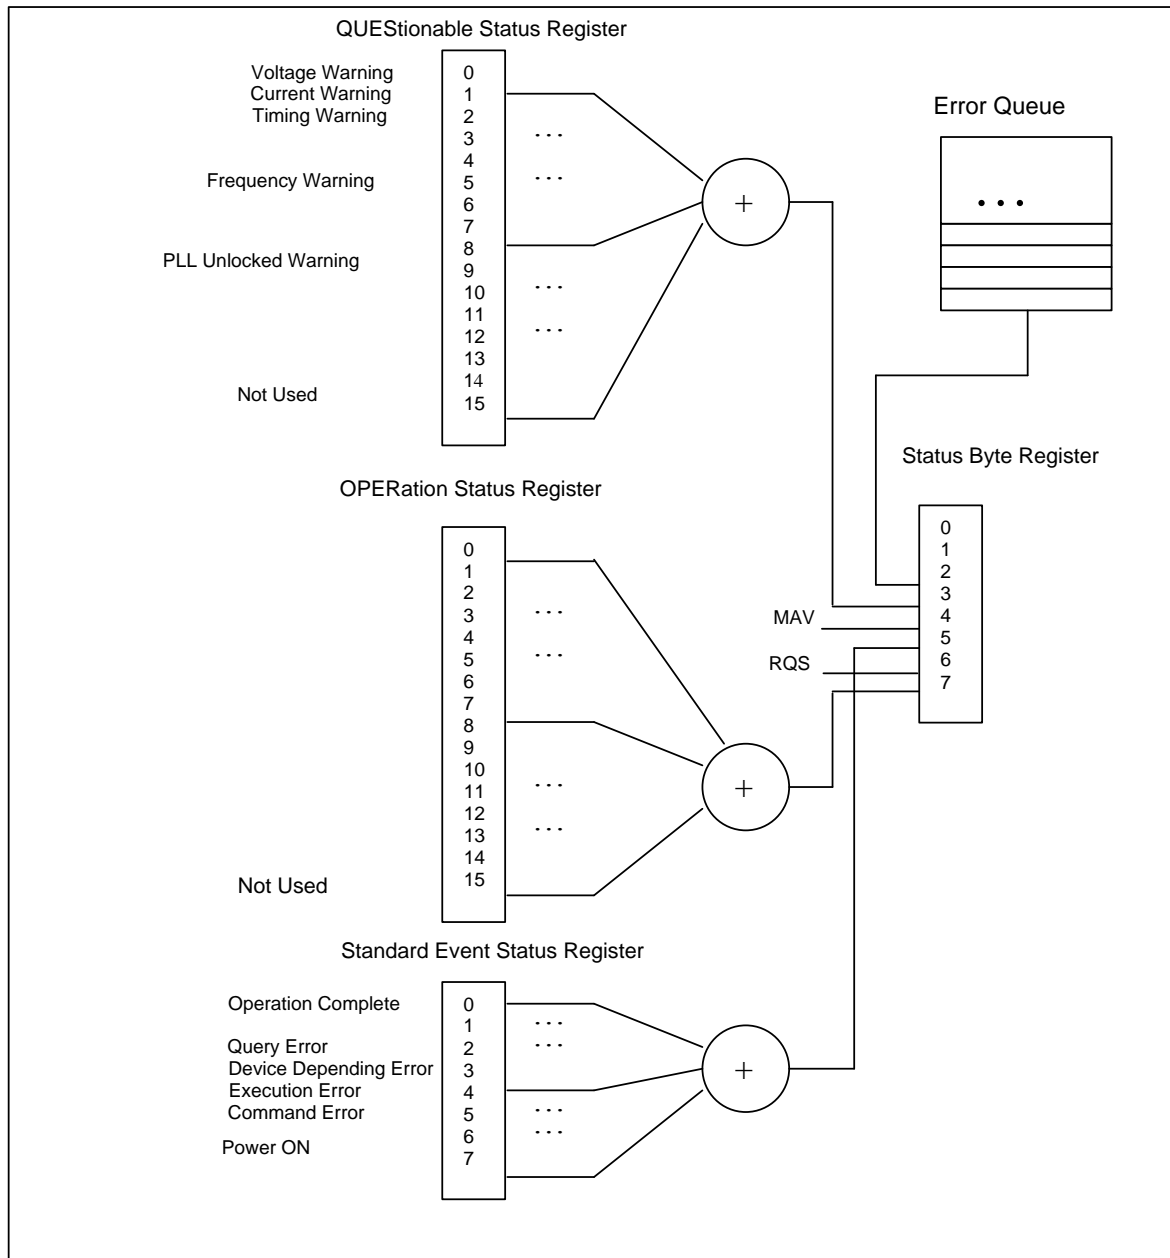 QUEStionable Status Register
Voltage Warning 0
Current Warning 1
Timing Warning 2
3
...
4
Frequency Warning 5
...
6
7
8
PLL Unlocked Warning 9
10
...
11
12
...
13
14
Not Used 15
+
Error Queue
...
Status Byte Register
0
1
2
3
4
5
6
7
MAV
RQS
OPERation Status Register
0
1
2
3
...
4
5
...
6
7
8
9
10
11
...
12
13
...
14
Not Used 15
+
Standard Event Status Register
Operation Complete 0
1
...
Query Error 2
...
Device Depending Error 3
Execution Error 4
Command Error 5
...
6
...
Power ON 7
+